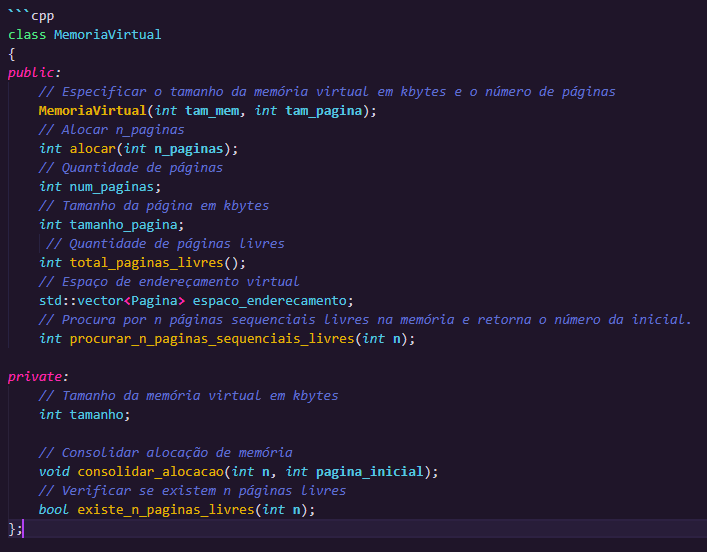 ```cpp
class MemoriaVirtual
{
public:
    // Especificar o tamanho da memória virtual em kbytes e o número de páginas
    MemoriaVirtual(int tam_mem, int tam_pagina);
    // Alocar n_paginas
    int alocar(int n_paginas);
    // Quantidade de páginas
    int num_paginas;
    // Tamanho da página em kbytes
    int tamanho_pagina;
     // Quantidade de páginas livres
    int total_paginas_livres();
    // Espaço de endereçamento virtual
    std::vector<Pagina> espaco_enderecamento;
    // Procura por n páginas sequenciais livres na memória e retorna o número da inicial.
    int procurar_n_paginas_sequenciais_livres(int n);

private:
    // Tamanho da memória virtual em kbytes
    int tamanho;

    // Consolidar alocação de memória
    void consolidar_alocacao(int n, int pagina_inicial);
    // Verificar se existem n páginas livres
    bool existe_n_paginas_livres(int n);
};